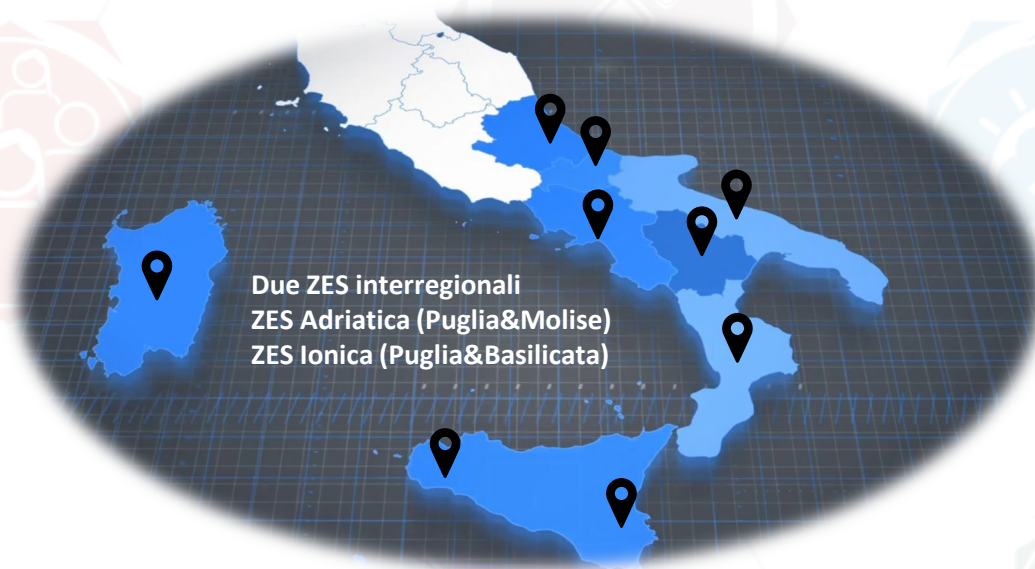 Due ZES interregionali
ZES Adriatica (Puglia&Molise)
ZES Ionica (Puglia&Basilicata)